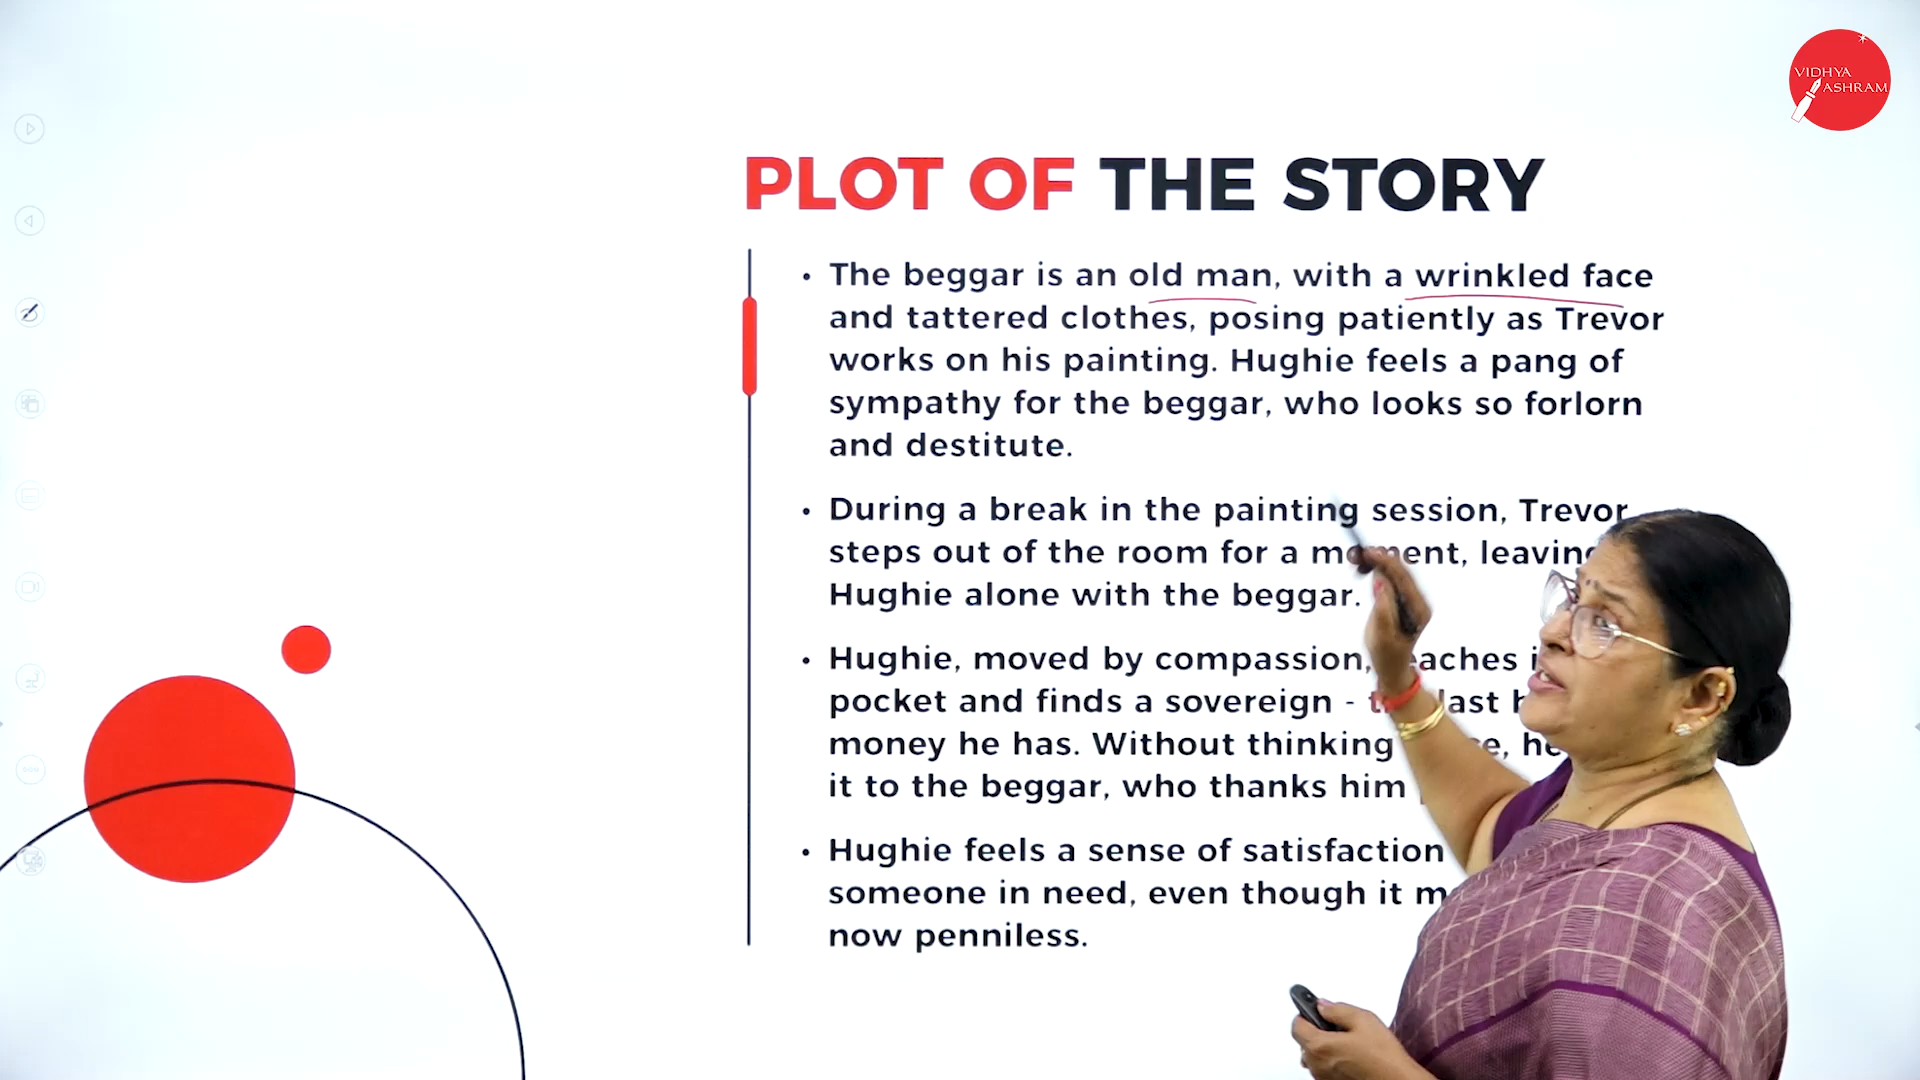 VIDHYA
ASHRAM
PLOT OF THE STORY
• The beggar is an old man, with a wrinkled face
and tattered clothes, posing patiently as Trevor
works on his painting. Hughie feels a pang of
sympathy for the beggar, who looks so forlorn
and destitute.
• During a break in the painting session, Trevor
steps out of the room for a moment, leaving
Hughie alone with the beggar.
• Hughie, moved by compassion,
pocket and finds a sovereign - last
money he has. Without thinking
it to the beggar, who thanks him
• Hughie feels a sense of satisfaction
someone in need, even though it
now penniless.